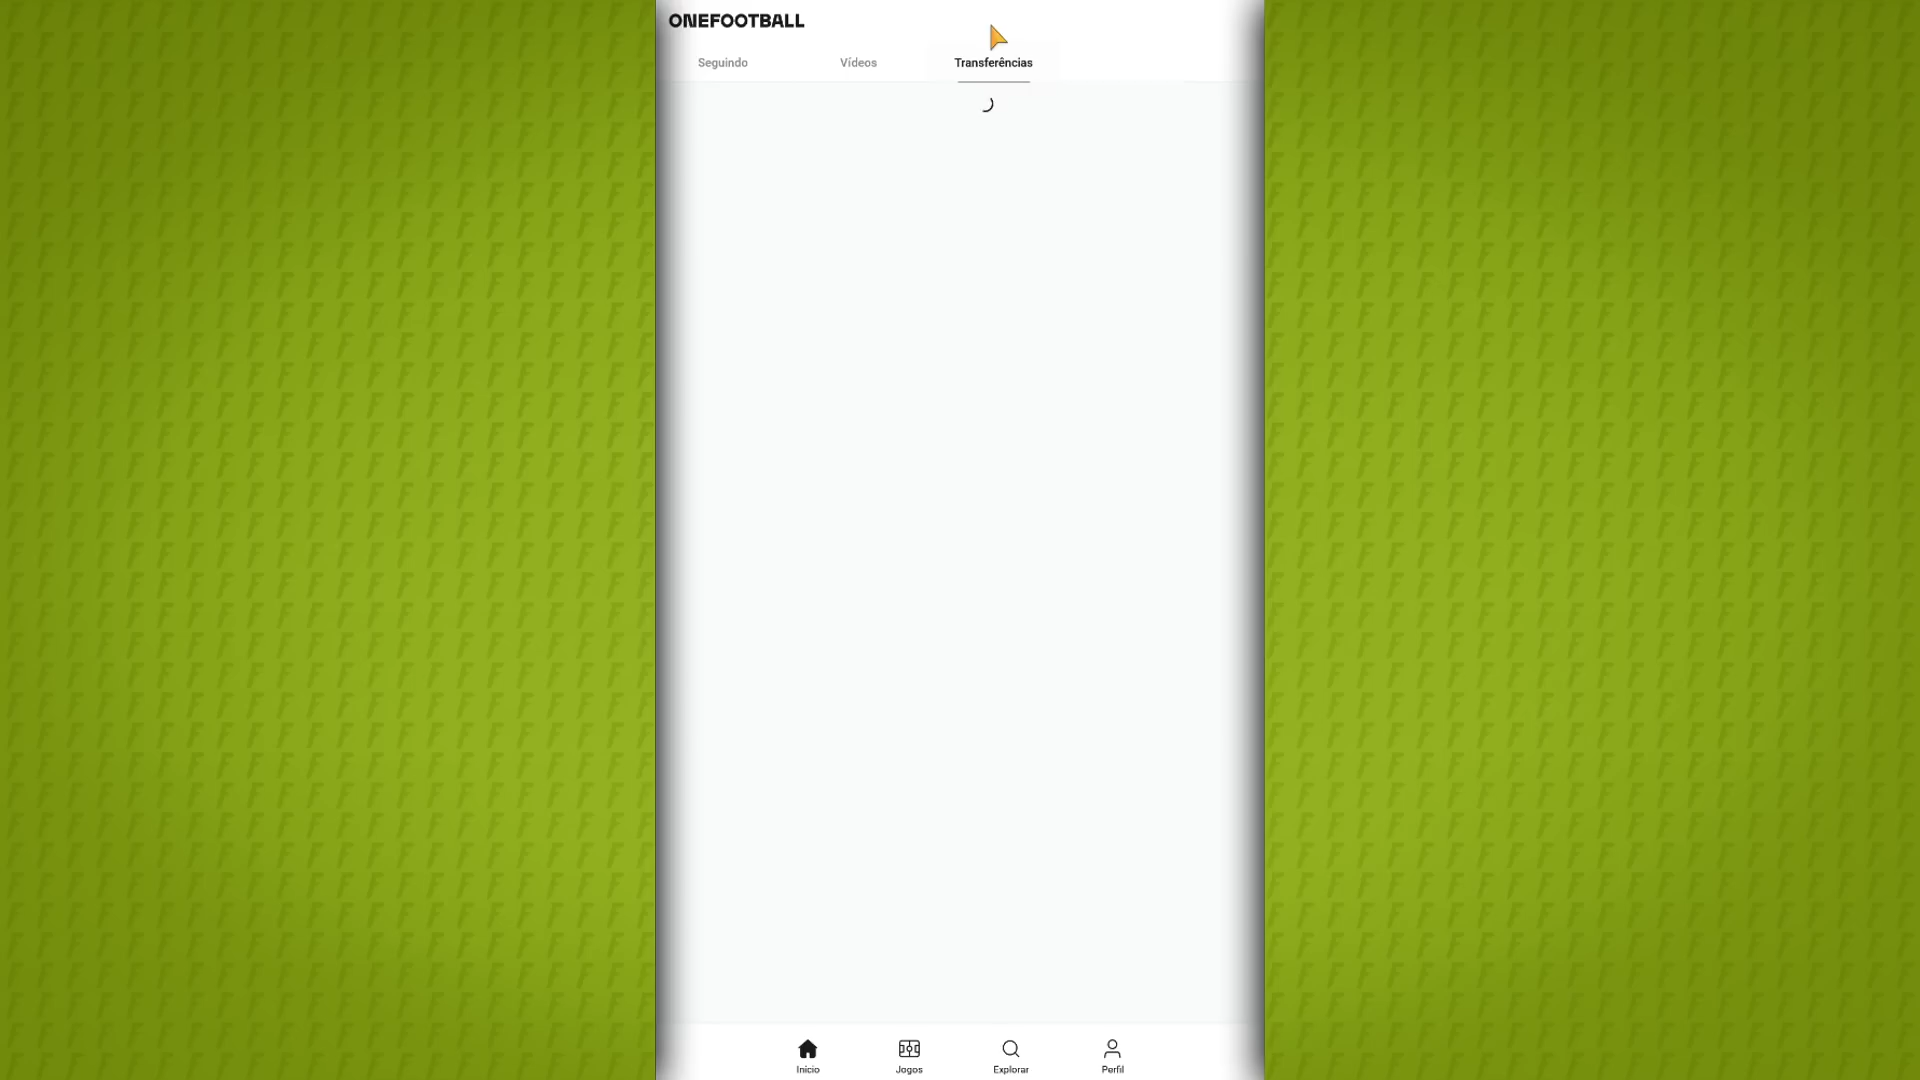 ONEFOOTBALL
Seguindo
Vídeos
Transferências
Início
Jogos
Explorar
Perfil